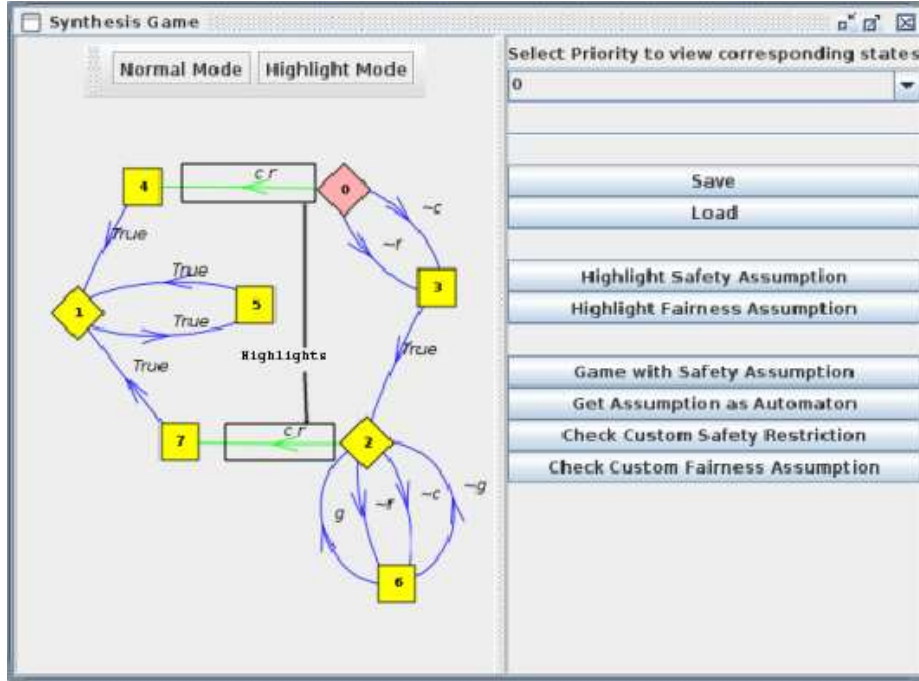 Synthesis Game
Normal Mode Highlight Mode
Select Priority to view corresponding states
0
Save
Load
Highlight Safety Assumption
Highlight Fairness Assumption
Game with Safety Assumption
Get Assumption as Automaton
Check Custom Safety Restriction
Check Custom Fairness Assumption
4
c r
0
~c
True
~r
True
3
5
1
True
Highlights
True
True
c r
7
2
g
~r
~c
~g
6